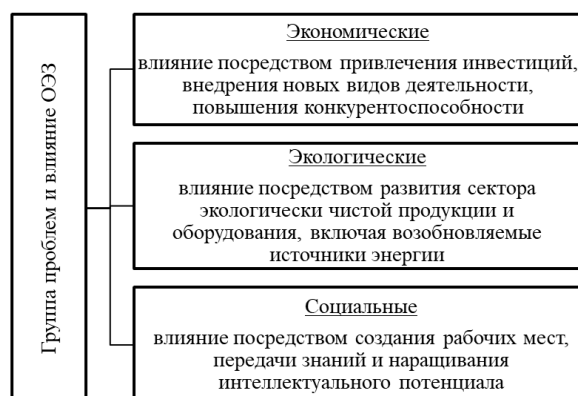 Группа проблем и влияние ОЭЗ
Экономические
влияние посредством привлечения инвестиций,
внедрения новых видов деятельности,
повышения конкурентоспособности
Экологические
влияние посредством развития сектора
экологически чистой продукции и
оборудования, включая возобновляемые
источники энергии
Социальные
влияние посредством создания рабочих мест,
передачи знаний и наращивания
интеллектуального потенциала